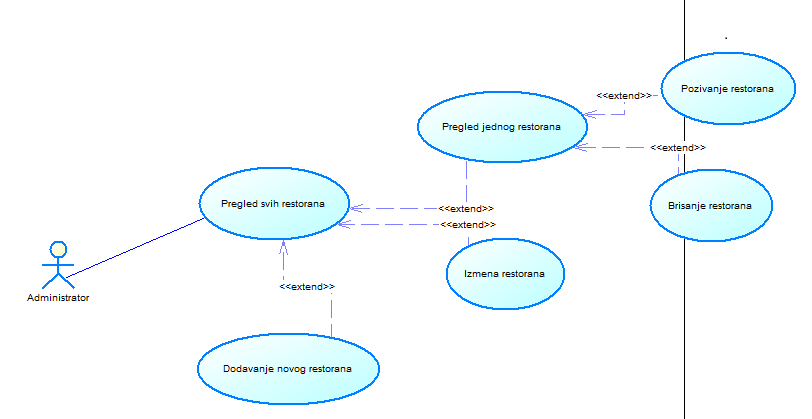 Pozivanje restorana
<<extend>>
Pregled jednog restorana
<<extend>>
Pregled svih restorana
Brisanje restorana
<<extend>>
<<extend>>
Izmena restorana
<<extend>>
Administrator
Dodavanje novog restorana